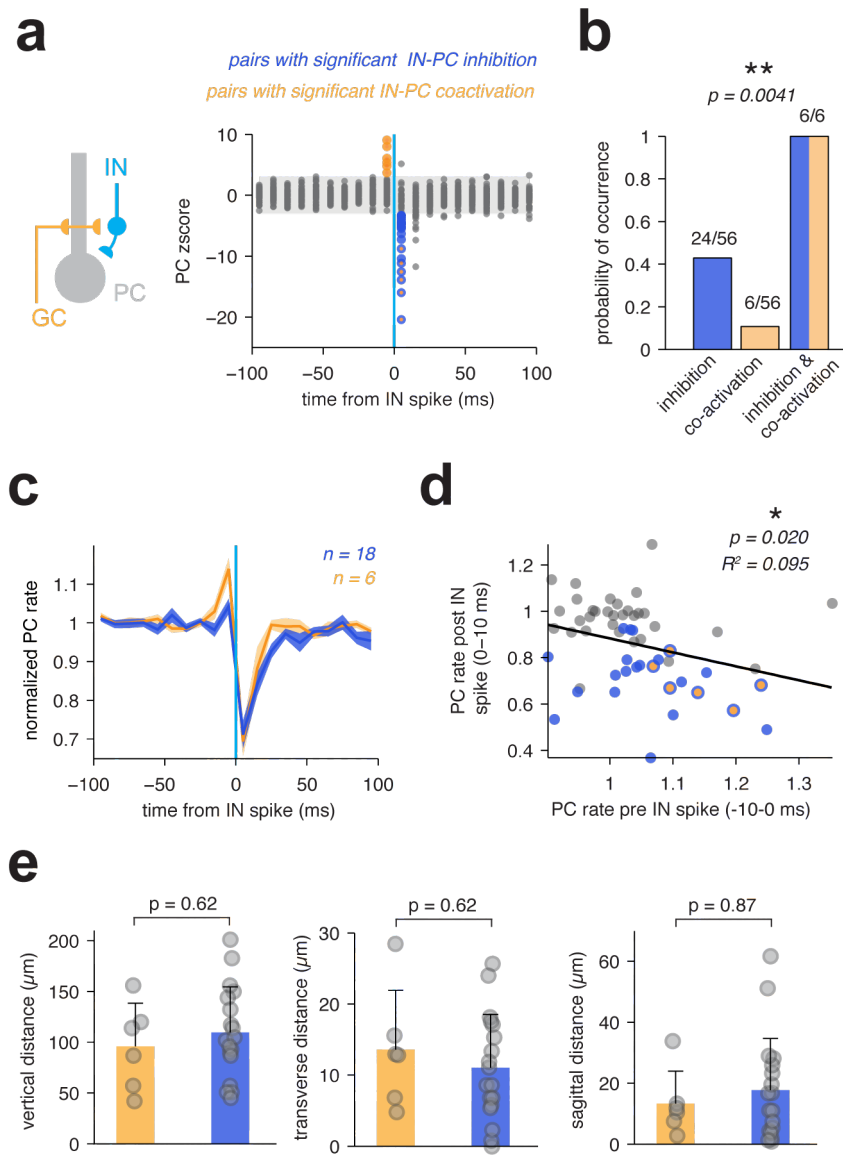 a
pairs with significant IN-PC inhibition
pairs with significant IN-PC coactivation
IN
PC
GC
10
0
−10
−20
PC zscore
−100
−50
0
50
100
time from IN spike (ms)
b
**
p = 0.0041
6/6
24/56
6/56
1
0.8
0.6
0.4
0.2
0
probability of occurrence
inhibition
co-activation
inhibition &
co-activation
c
n = 18
n = 6
1.1
1
0.9
0.8
0.7
normalized PC rate
−100
−50
0
50
100
time from IN spike (ms)
d
*
p = 0.020
R² = 0.095
1.2
1
0.8
0.6
0.4
PC rate post IN
spike (0–10 ms)
1
1.1
1.2
1.3
PC rate pre IN spike (-10-0 ms)
e
p = 0.62
200
150
100
50
0
vertical distance (µm)
p = 0.62
30
20
10
0
transverse distance (µm)
p = 0.87
60
40
20
0
sagittal distance (µm)